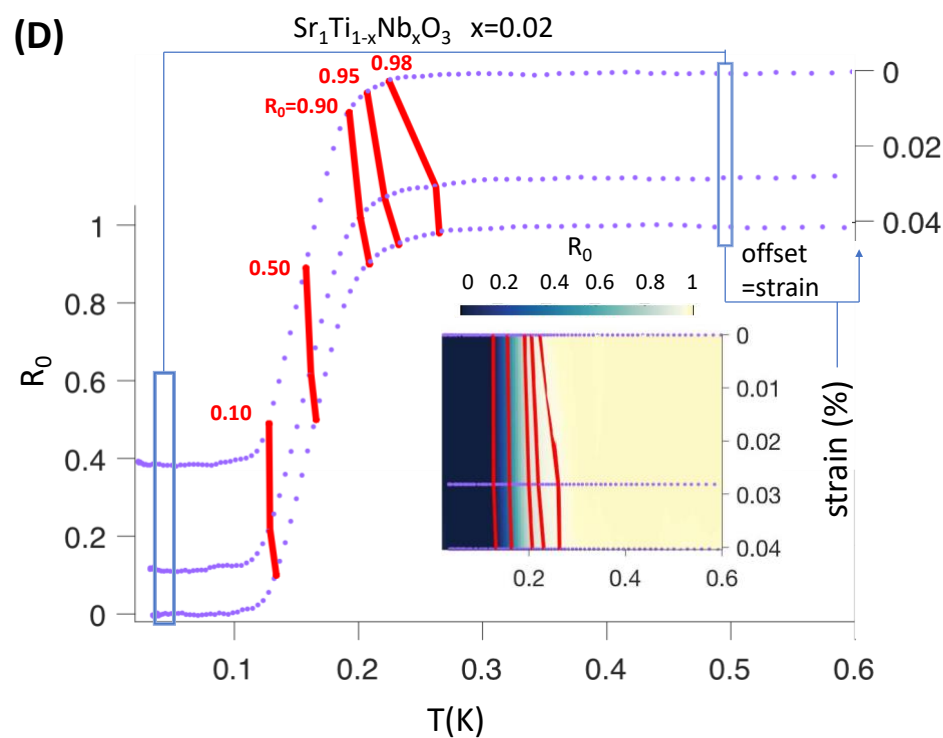 (D)
Sr₁Ti₁₋ₓNbₓO₃ x=0.02
0.95
0.98
R₀=0.90
0.50
0.10
0
0.02
0.04
offset
=strain
strain (%)
R₀
1
0.8
0.6
0.4
0.2
0
R₀
0 0.2 0.4 0.6 0.8 1
0
0.01
0.02
0.03
0.04
0.2 0.4 0.6
0.1 0.2 0.3 0.4 0.5 0.6
T(K)